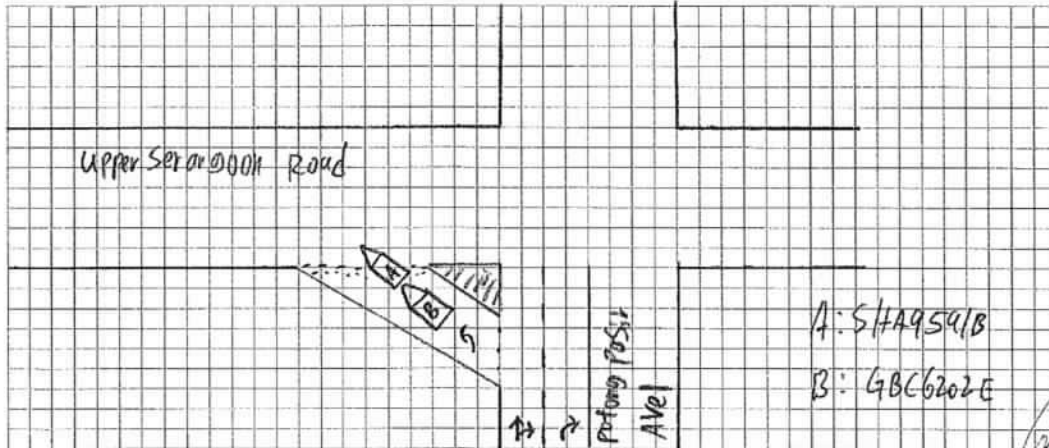 Upper Serangoon Road
A
B
Potong Pasir
AVe1
A: SHA9591B
B: GBC6202E